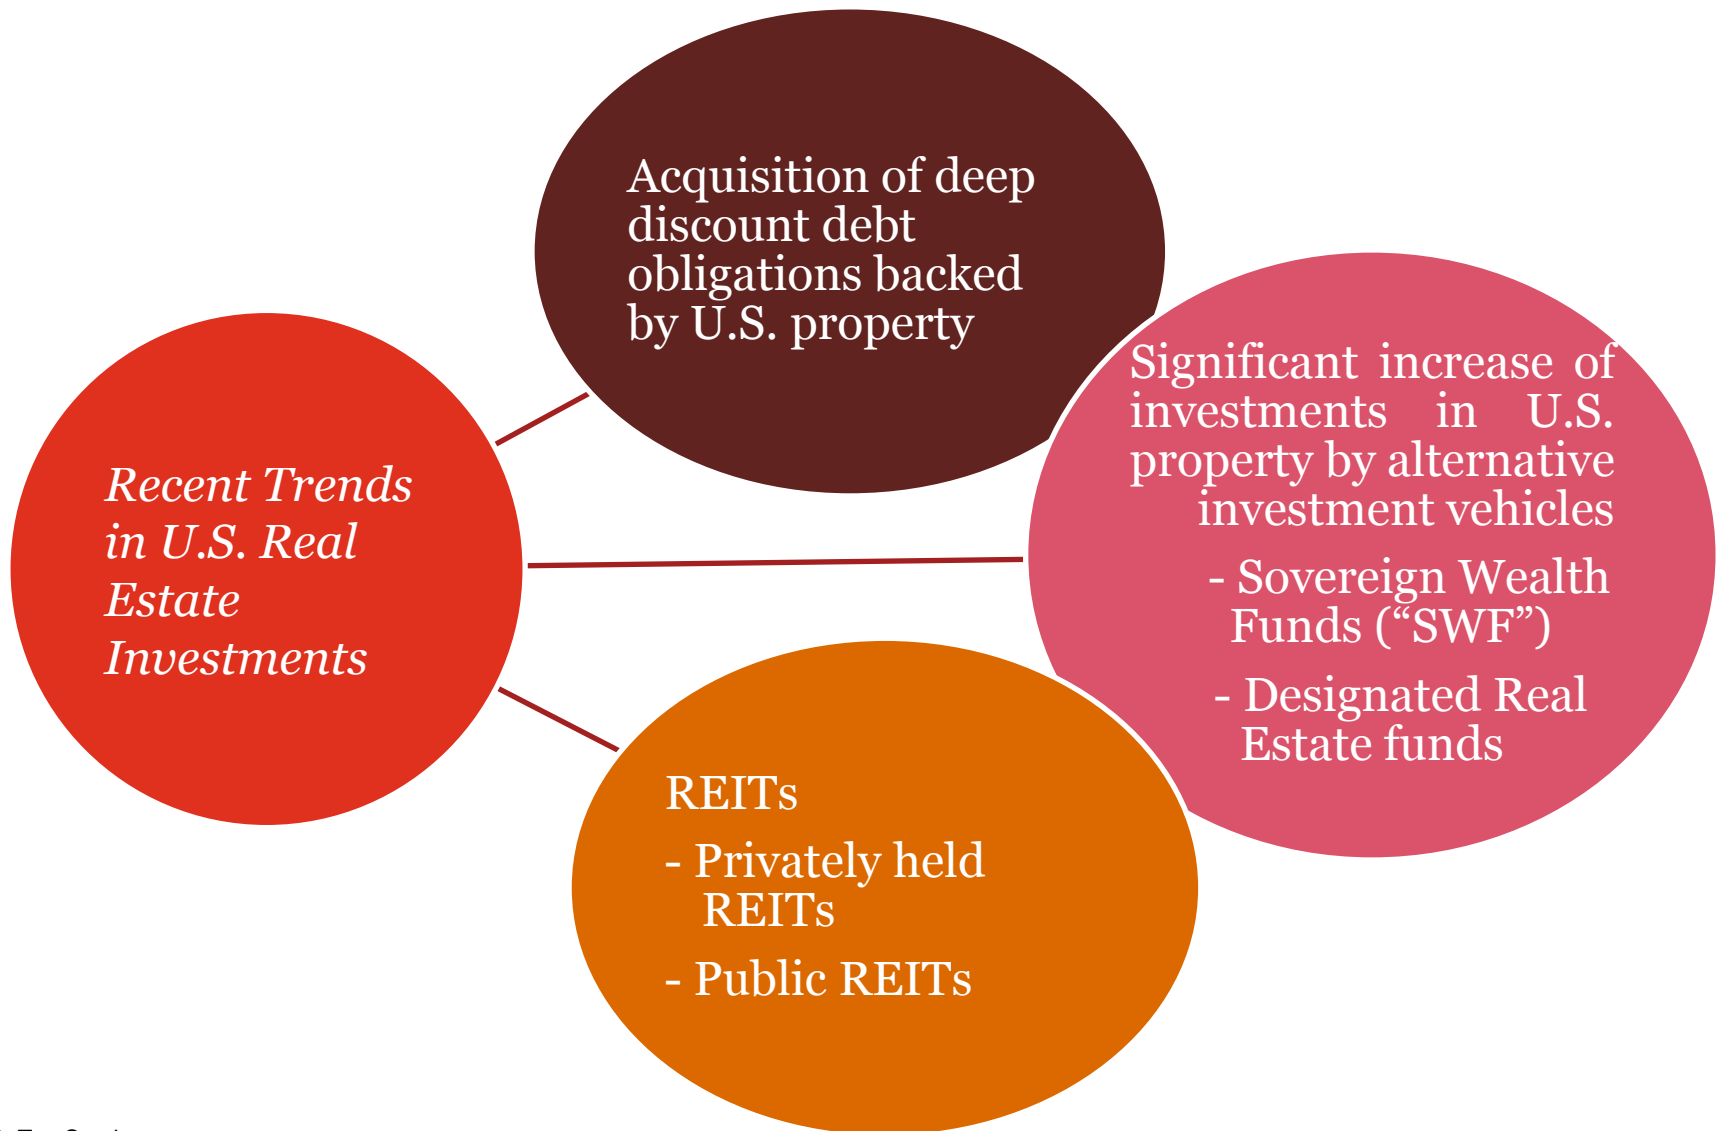 Recent Trends
in U.S. Real
Estate
Investments
Acquisition of deep
discount debt
obligations backed
by U.S. property
Significant increase of
investments in U.S.
property by alternative
investment vehicles
- Sovereign Wealth
Funds (“SWF”)
- Designated Real
Estate funds
REITs
- Privately held
REITs
- Public REITs